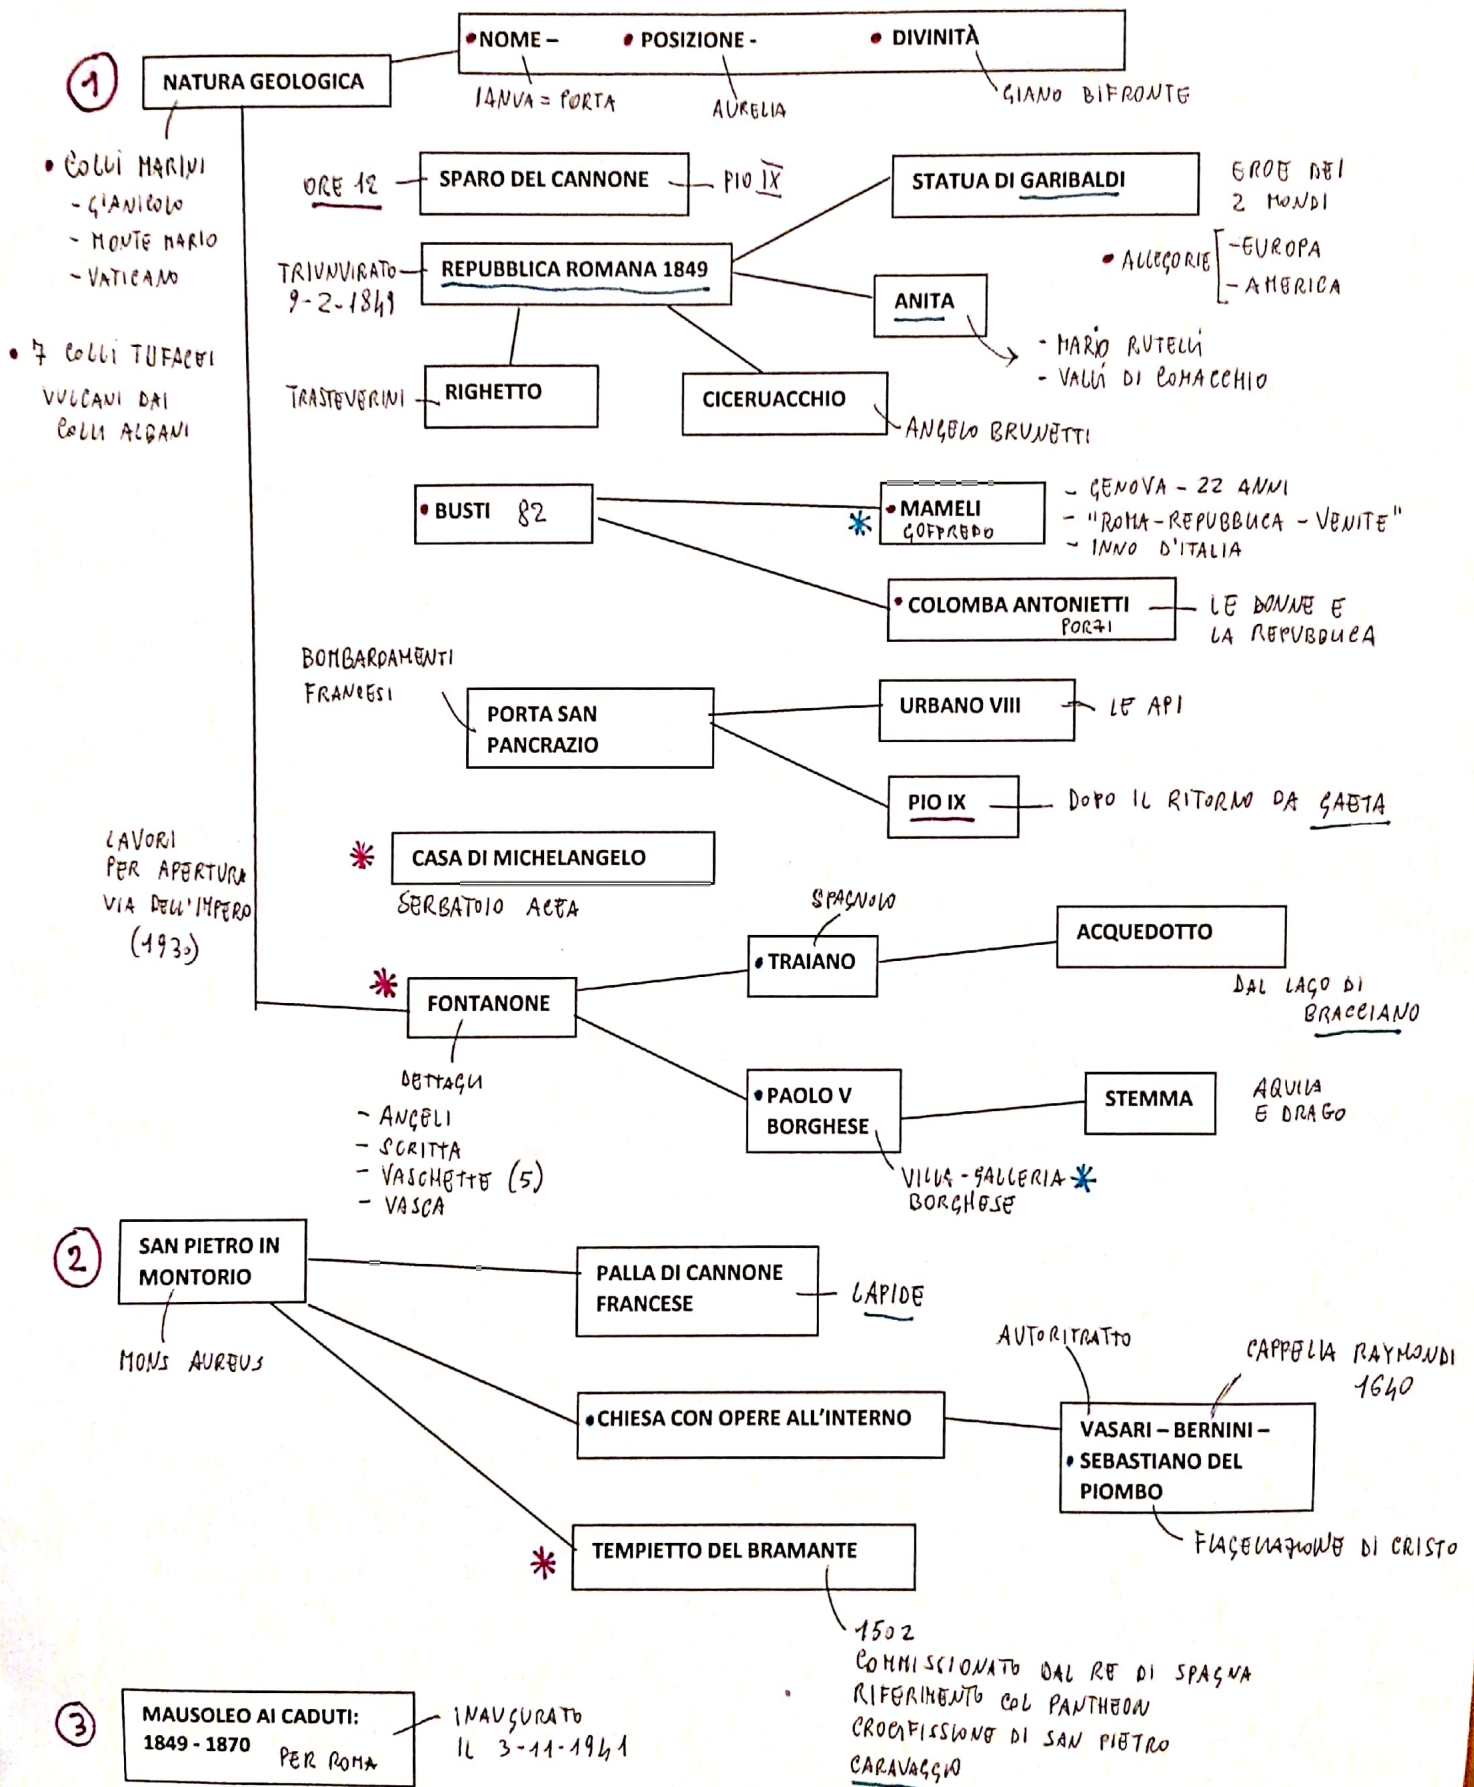 1
NATURA GEOLOGICA
• NOME –
• POSIZIONE -
• DIVINITÀ
IANVA = PORTA
AURELIA
GIANO BIFRONTE
• COLLI MARINI
- GIANICOLO
- MONTE MARIO
- VATICANO
• 7 COLLI TUFACEI
VULCANI DAI
COLLI ALBANI
ORE 12
SPARO DEL CANNONE
PIO IX
STATUA DI GARIBALDI
EROE DEI
2 MONDI
• ALLEGORIE
- EUROPA
- AMERICA
TRIUNVIRATO
9-2-1849
REPUBBLICA ROMANA 1849
ANITA
- MARIO RUTELLI
- VALLI DI COMACCHIO
TRASTEVERINI
RIGHETTO
CICERUACCHIO
ANGELO BRUNETTI
• BUSTI 82
• MAMELI
GOFFREDO
- GENOVA - 22 ANNI
- "ROMA - REPUBBLICA - VENITE"
- INNO D'ITALIA
• COLOMBA ANTONIETTI
PORZI
LE DONNE E
LA REPUBBLICA
BOMBARDAMENTI
FRANCESI
PORTA SAN
PANCRAZIO
URBANO VIII
LE API
PIO IX
DOPO IL RITORNO DA GAETA
LAVORI
PER APERTURA
VIA DELL'IMPERO
(1930)
* CASA DI MICHELANGELO
SERBATOIO ACEA
* FONTANONE
SPAGNOLO
• TRAIANO
ACQUEDOTTO
DAL LAGO DI
BRACCIANO
DETTAGLI
- ANGELI
- SCRITTA
- VASCHETTE (5)
- VASCA
• PAOLO V
BORGHESE
STEMMA
AQUILA
E DRAGO
VILLA - GALLERIA *
BORGHESE
2
SAN PIETRO IN
MONTORIO
MONS AUREUS
PALLA DI CANNONE
FRANCESE
LAPIDE
• CHIESA CON OPERE ALL'INTERNO
AUTORITRATTO
CAPPELLA RAYMONDI
1640
VASARI – BERNINI –
• SEBASTIANO DEL
PIOMBO
FLAGELLAZIONE DI CRISTO
* TEMPIETTO DEL BRAMANTE
1502
COMMISSIONATO DAL RE DI SPAGNA
RIFERIMENTO COL PANTHEON
CROCIFISSIONE DI SAN PIETRO
CARAVAGGIO
3
MAUSOLEO AI CADUTI:
1849 - 1870 PER ROMA
INAUGURATO
IL 3-11-1941